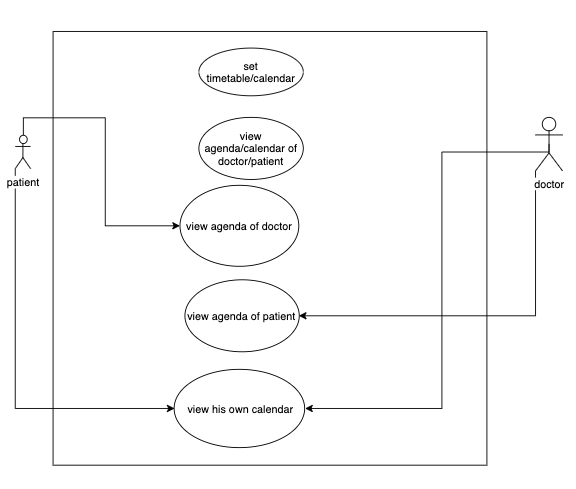 set
timetable/calendar
view
agenda/calendar of
doctor/patient
patient
doctor
view agenda of doctor
view agenda of patient
view his own calendar